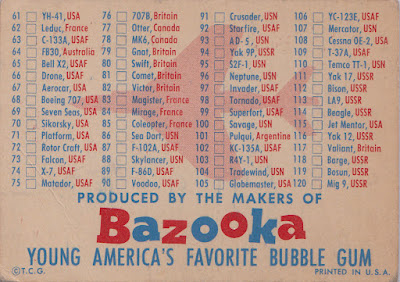 61 YH-41, USA
62 Leduc, France
63 C-133A, USAF
64 FB30, Australia
65 Bell X2, USAF
66 Drone, USAF
67 Aerocar, USA
68 Boeing 707, USA
69 Seven Seas, USA
70 Sikorsky, USA
71 Platform, USA
72 Rotor Craft, USA
73 Falcon, USAF
74 X-7, USAF
75 Matador, USAF
76 707B, Britain
77 Otter, Canada
78 MK6, Canada
79 Gnat, Britain
80 Swift, Britain
81 Comet, Britain
82 Victor, Britain
83 Magister, France
84 Mirage, France
85 Coleopter, France
86 Sea Dart, USN
87 F-102A, USAF
88 Skylancer, USN
89 F-86D, USAF
90 Voodoo, USAF
91 Crusader, USN
92 Starfire, USAF
93 AD-5, USN
94 Yak 99, USSR
95 S2F-1, USN
96 Neptune, USN
97 Invader, USAF
98 Tornado, USAF
99 Superfort, USAF
100 Savage, USN
101 Pulqui, Argentina
102 KC-135A, USAF
103 R4Y-1, USN
104 Tradewind, USN
105 Globemaster, USA
106 YC-123E, USAF
107 Mercator, USN
108 Cessna OE-2, USA
109 T-37A, USAF
110 Temco TT-1, USN
111 Yak 17, USSR
112 Bison, USSR
113 LA9, USSR
114 Beagle, USSR
115 Jet Mentor, USA
116 Yak 12, USSR
117 Valiant, Britain
118 Barge, USSR
119 Bosun, USSR
120 Mig 9, USSR
PRODUCED BY THE MAKERS OF
Bazooka
YOUNG AMERICA'S FAVORITE BUBBLE GUM
©T.C.G.
PRINTED IN U.S.A.